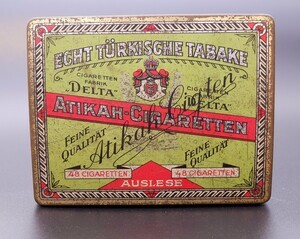 ECHT TÜRKISCHE TABAKE
CIGARETTEN FABRIK "DELTA"
CIGARETTEN FABRIK "DELTA"
ATIKAH-CIGARETTEN
Atikah
FEINE QUALITÄT
FEINE QUALITÄT
48 CIGARETTEN
48 CIGARETTEN
AUSLESE